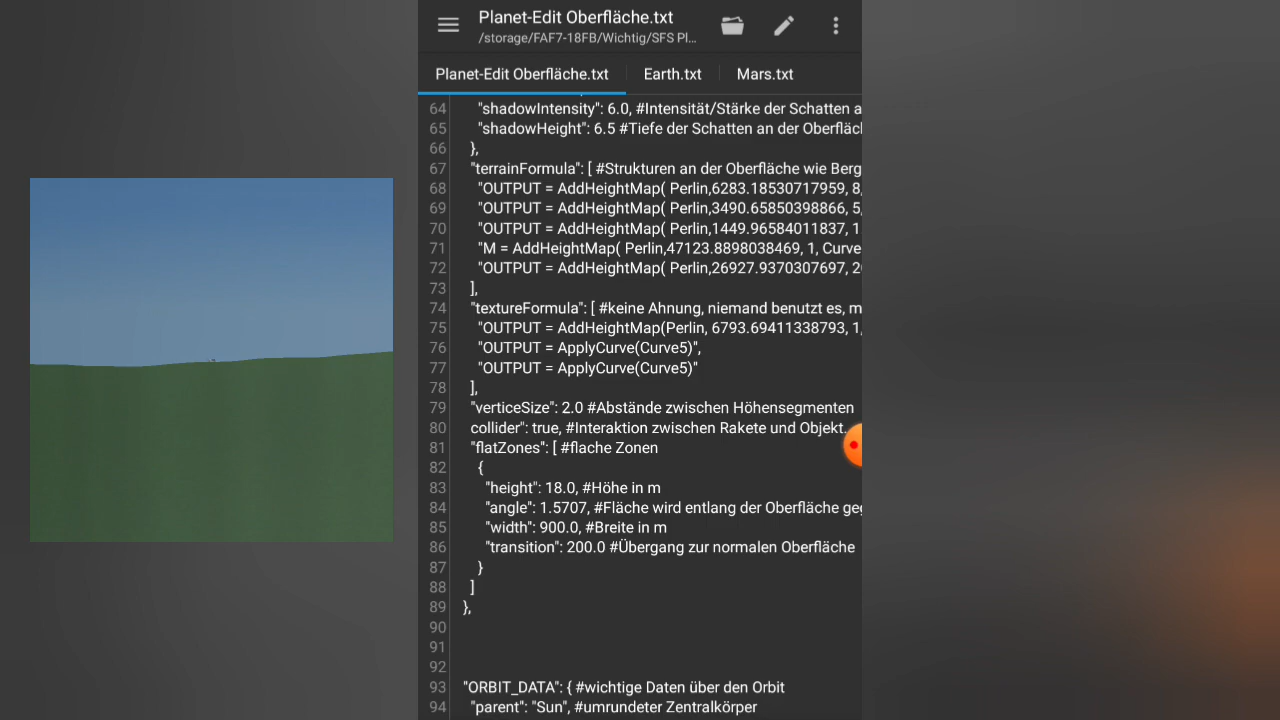 Planet-Edit Oberfläche.txt
/storage/FAF7-18FB/Wichtig/SFS Pl...
Planet-Edit Oberfläche.txt Earth.txt Mars.txt
64 "shadowIntensity": 6.0, #Intensität/Stärke der Schatten a
65 "shadowHeight": 6.5 #Tiefe der Schatten an der Oberfläc
66 },
67 "terrainFormula": [ #Strukturen an der Oberfläche wie Berg
68 "OUTPUT = AddHeightMap( Perlin,6283.18530717959, 8,
69 "OUTPUT = AddHeightMap( Perlin,3490.65850398866, 5,
70 "OUTPUT = AddHeightMap( Perlin,1449.96584011837, 1
71 "M = AddHeightMap( Perlin,47123.8898038469, 1, Curve
72 "OUTPUT = AddHeightMap( Perlin,26927.9370307697, 2
73 ],
74 "textureFormula": [ #keine Ahnung, niemand benutzt es, m
75 "OUTPUT = AddHeightMap(Perlin, 6793.69411338793, 1,
76 "OUTPUT = ApplyCurve(Curve5)",
77 "OUTPUT = ApplyCurve(Curve5)"
78 ],
79 "verticeSize": 2.0 #Abstände zwischen Höhensegmenten
80 collider": true, #Interaktion zwischen Rakete und Objekt.
81 "flatZones": [ #flache Zonen
82 {
83 "height": 18.0, #Höhe in m
84 "angle": 1.5707, #Fläche wird entlang der Oberfläche geg
85 "width": 900.0, #Breite in m
86 "transition": 200.0 #Übergang zur normalen Oberfläche
87 }
88 ]
89 },
90
91
92
93 "ORBIT_DATA": { #wichtige Daten über den Orbit
94 "parent": "Sun", #umrundeter Zentralkörper